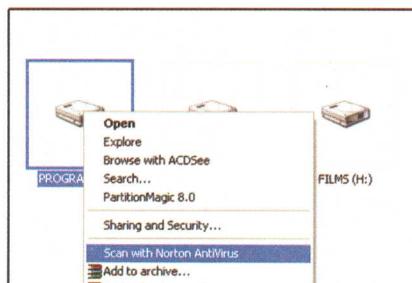 Open
Explore
Browse with ACDSee
Search...
PROGRA
FILMS (H:)
PartitionMagic 8.0
Sharing and Security...
Scan with Norton AntiVirus
Add to archive...